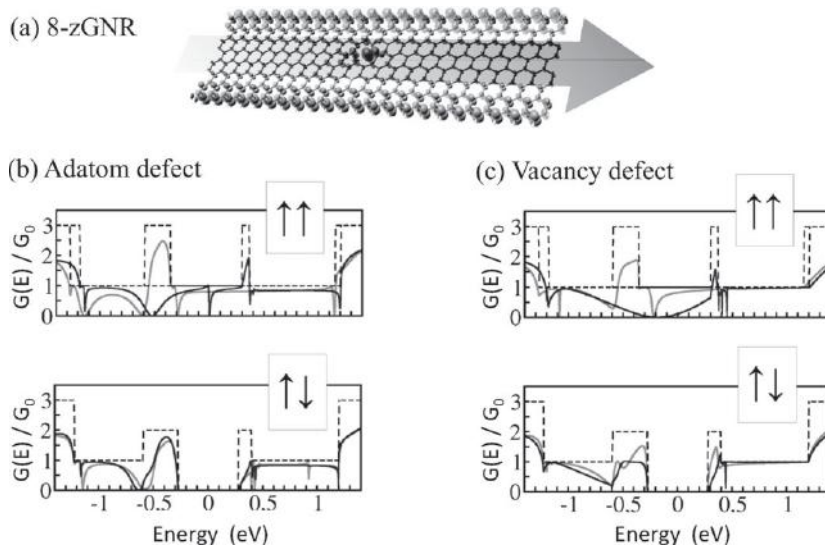 (a) 8-zGNR
(b) Adatom defect
(c) Vacancy defect
↑↑
↑↑
G(E) / G₀
3
2
1
0
G(E) / G₀
3
2
1
0
↑↓
↑↓
G(E) / G₀
3
2
1
0
G(E) / G₀
3
2
1
0
-1 -0.5 0 0.5 1
-1 -0.5 0 0.5 1
Energy (eV)
Energy (eV)